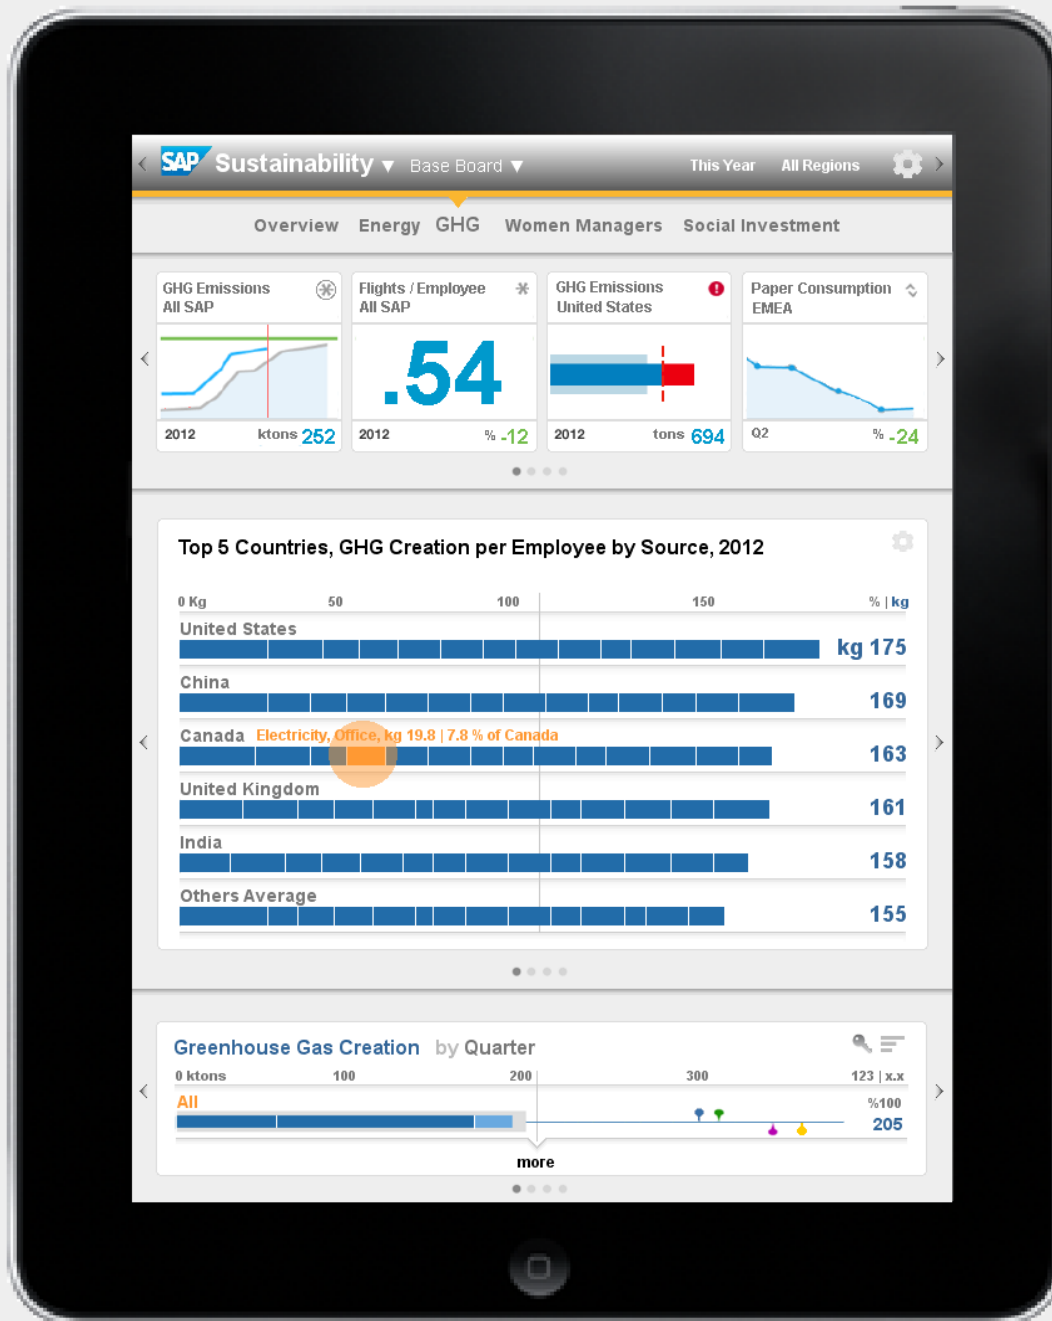 SAP Sustainability Base Board This Year All Regions
Overview Energy GHG Women Managers Social Investment
GHG Emissions
All SAP
2012 ktons 252
Flights / Employee
All SAP
.54
2012 % -12
GHG Emissions
United States
2012 tons 694
Paper Consumption
EMEA
Q2 % -24
Top 5 Countries, GHG Creation per Employee by Source, 2012
0 Kg 50 100 150 % | kg
United States
kg 175
China
169
Canada Electricity, Office, kg 19.8 | 7.8 % of Canada
163
United Kingdom
161
India
158
Others Average
155
Greenhouse Gas Creation by Quarter
0 ktons 100 200 300 123 | x.x
All %100
205
more